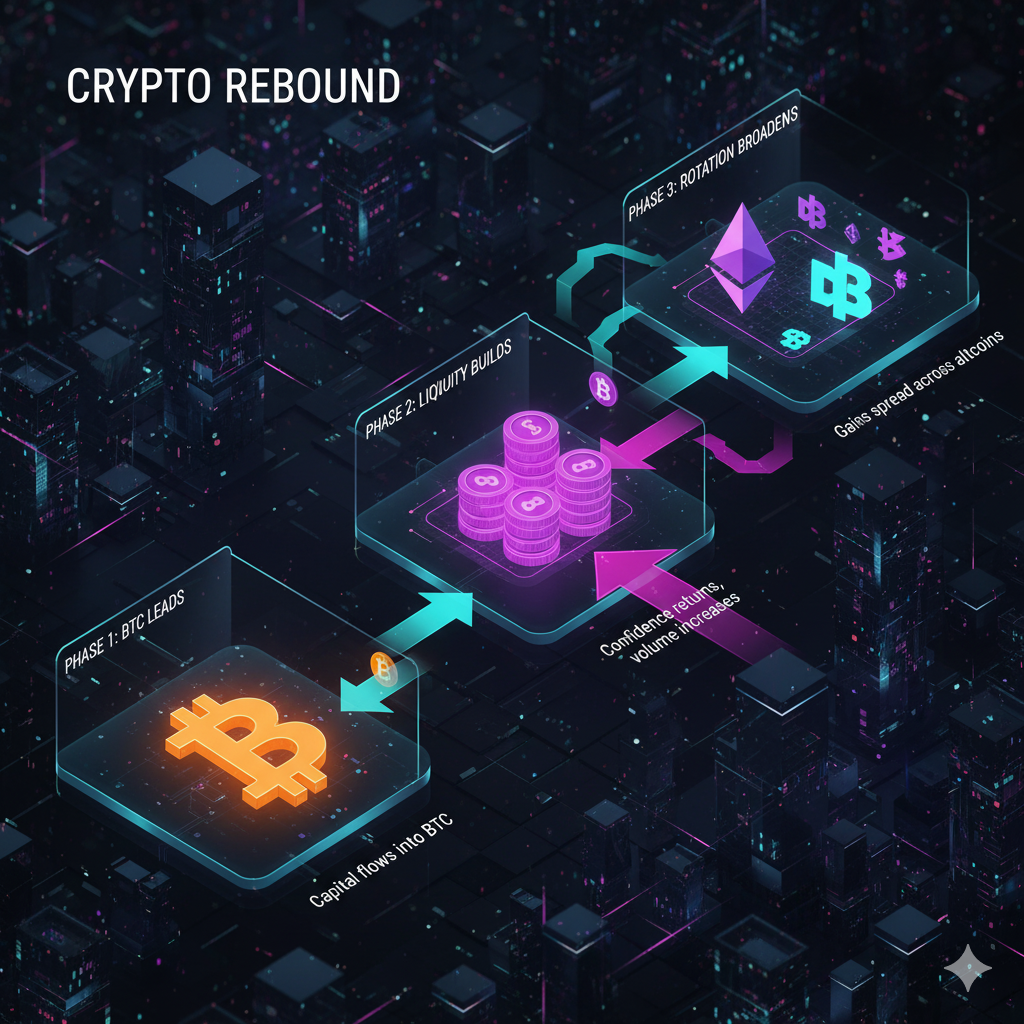 CRYPTO REBOUND
PHASE 3: ROTATION BROADENS
Gains spread across altcoins
PHASE 2: LIQIUITY BUILDS
Confidence returns,
volume increases
PHASE 1: BTC LEADS
Capital flows into BTC